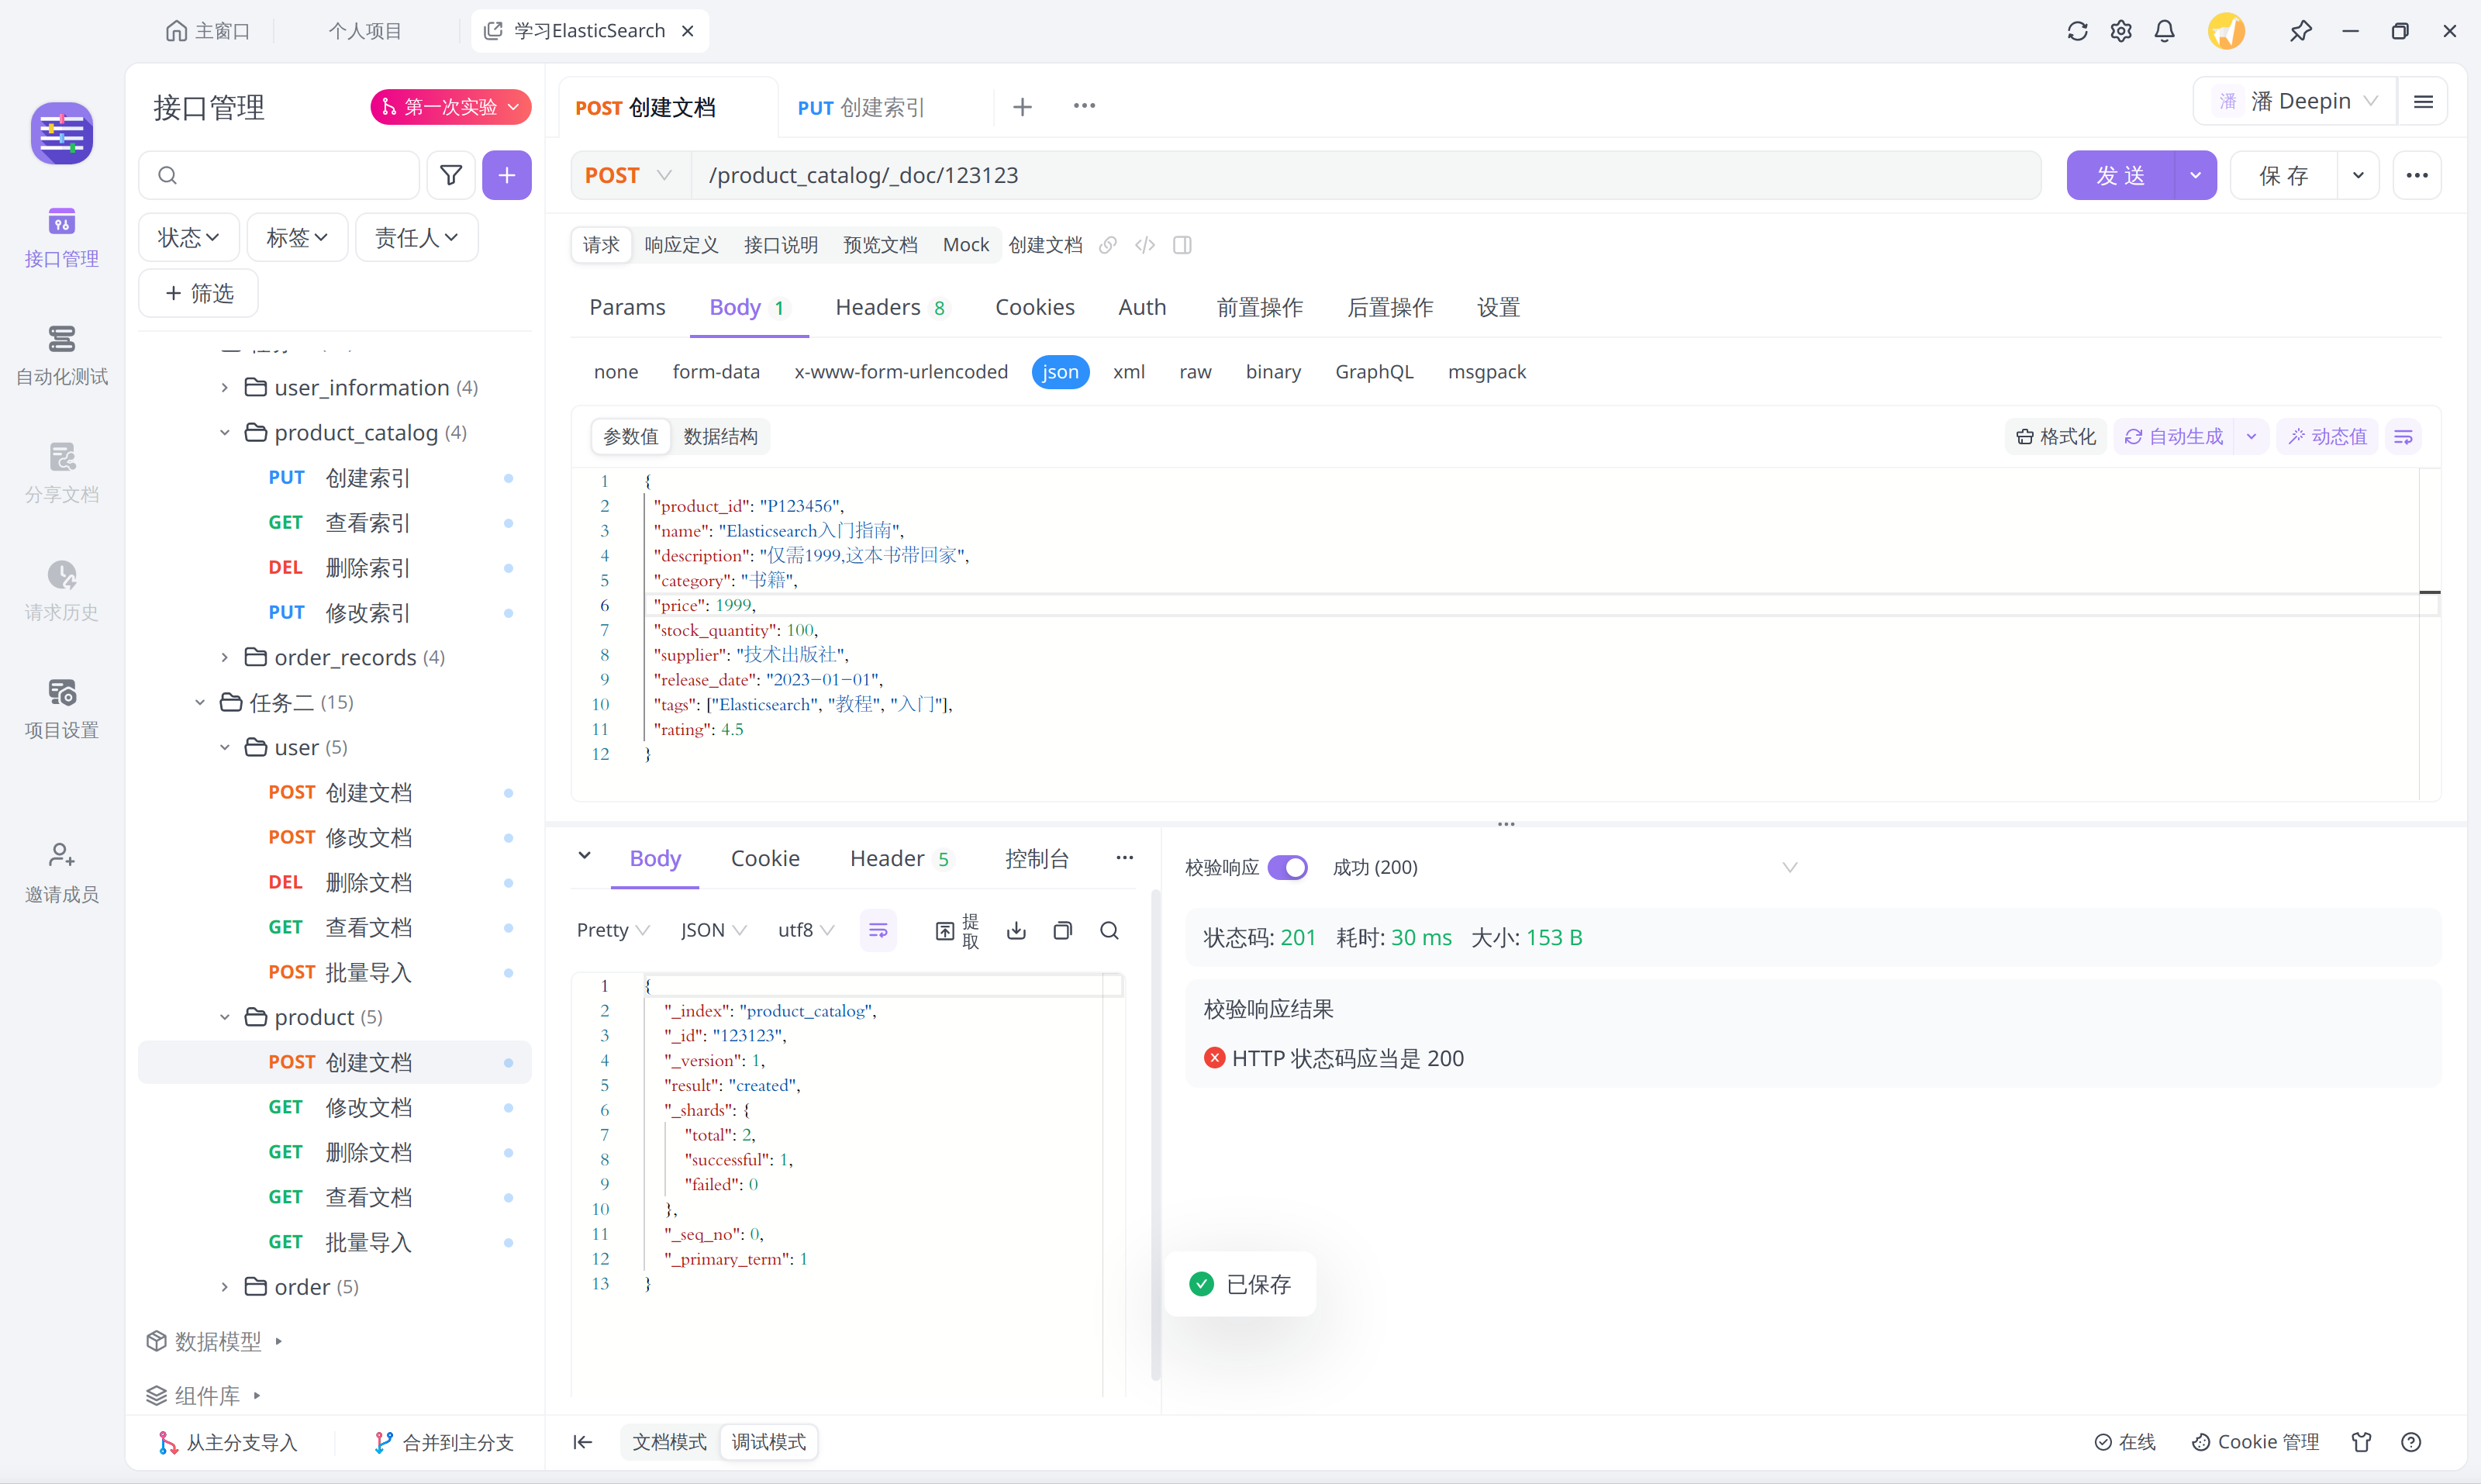 主窗口 个人项目 学习ElasticSearch
接口管理 第一次实验
POST 创建文档 PUT 创建索引
潘 潘 Deepin
POST /product_catalog/_doc/123123 发 送 保 存
状态 标签 责任人
筛选
接口管理
自动化测试
分享文档
请求历史
项目设置
邀请成员
user_information (4)
product_catalog (4)
PUT 创建索引
GET 查看索引
DEL 删除索引
PUT 修改索引
order_records (4)
任务二 (15)
user (5)
POST 创建文档
POST 修改文档
DEL 删除文档
GET 查看文档
POST 批量导入
product (5)
POST 创建文档
GET 修改文档
GET 删除文档
GET 查看文档
GET 批量导入
order (5)
数据模型
组件库
从主分支导入 合并到主分支
请求 响应定义 接口说明 预览文档 Mock 创建文档
Params Body 1 Headers 8 Cookies Auth 前置操作 后置操作 设置
none form-data x-www-form-urlencoded json xml raw binary GraphQL msgpack
参数值 数据结构 格式化 自动生成 动态值
1 {
2 "product_id": "P123456",
3 "name": "Elasticsearch入门指南",
4 "description": "仅需1999,这本书带回家",
5 "category": "书籍",
6 "price": 1999,
7 "stock_quantity": 100,
8 "supplier": "技术出版社",
9 "release_date": "2023-01-01",
10 "tags": ["Elasticsearch", "教程", "入门"],
11 "rating": 4.5
12 }
Body Cookie Header 5 控制台
Pretty JSON utf8 提取
1 {
2 "_index": "product_catalog",
3 "_id": "123123",
4 "_version": 1,
5 "result": "created",
6 "_shards": {
7 "total": 2,
8 "successful": 1,
9 "failed": 0
10 },
11 "_seq_no": 0,
12 "_primary_term": 1
13 }
校验响应 成功 (200)
状态码: 201 耗时: 30 ms 大小: 153 B
校验响应结果
HTTP 状态码应当是 200
已保存
文档模式 调试模式
在线 Cookie 管理